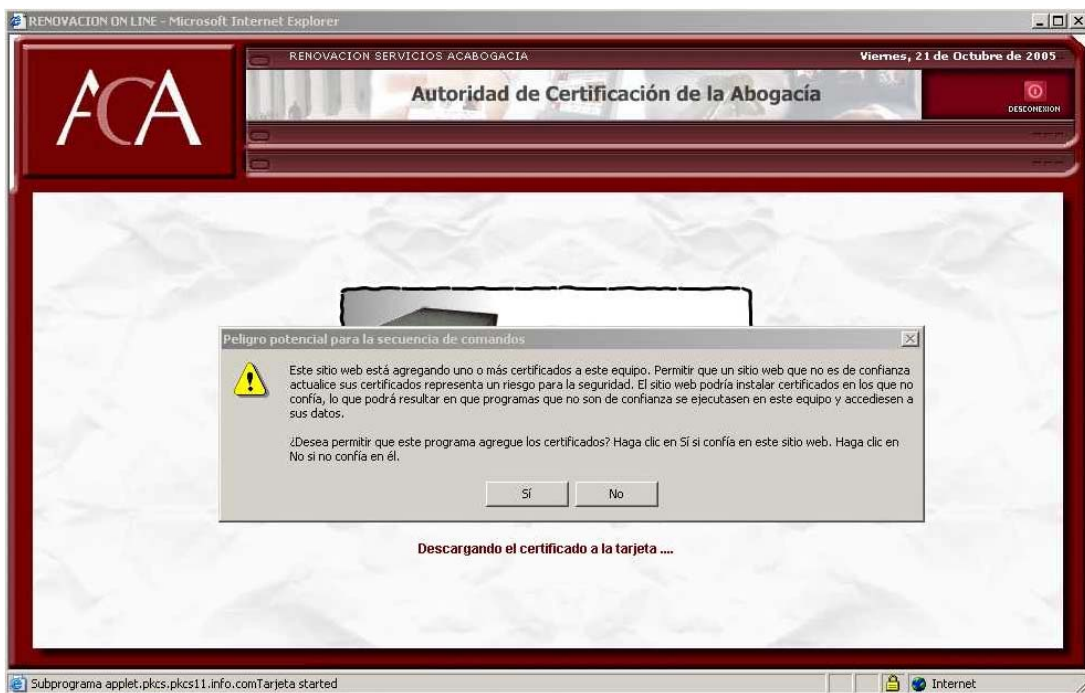 RENOVACION ON LINE - Microsoft Internet Explorer
RENOVACION SERVICIOS ACABOGACIA
Viernes, 21 de Octubre de 2005
ACA
Autoridad de Certificación de la Abogacía
DESCONEXION
Peligro potencial para la secuencia de comandos
Este sitio web está agregando uno o más certificados a este equipo. Permitir que un sitio web que no es de confianza
actualice sus certificados representa un riesgo para la seguridad. El sitio web podría instalar certificados en los que no
confía, lo que podrá resultar en que programas que no son de confianza se ejecutasen en este equipo y accediesen a
sus datos.
¿Desea permitir que este programa agregue los certificados? Haga clic en Sí si confía en este sitio web. Haga clic en
No si no confía en él.
Sí
No
Descargando el certificado a la tarjeta ....
Subprograma applet.pkcs.pkcs11.info.comTarjeta started
Internet